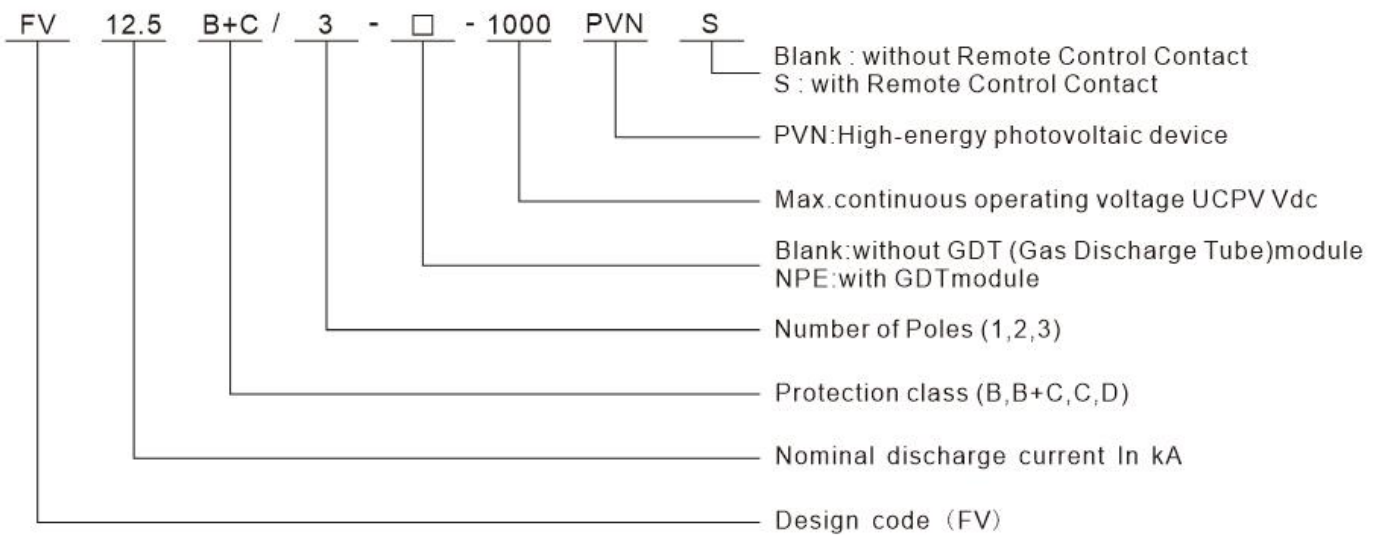 FV 12.5 B+C / 3 - □ - 1000 PVN S
Blank : without Remote Control Contact
S : with Remote Control Contact
PVN:High-energy photovoltaic device
Max.continuous operating voltage UCPV Vdc
Blank:without GDT (Gas Discharge Tube)module
NPE:with GDTmodule
Number of Poles (1,2,3)
Protection class (B,B+C,C,D)
Nominal discharge current In kA
Design code（FV）